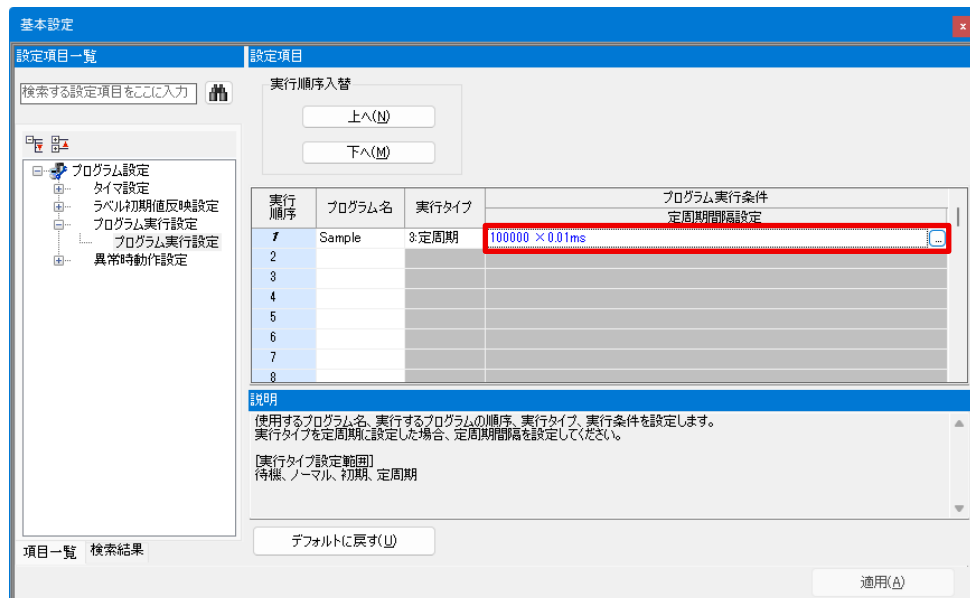 基本設定
設定項目一覧
検索する設定項目をここに入力
プログラム設定
タイマ設定
ラベル初期値反映設定
プログラム実行設定
プログラム実行設定
異常時動作設定
項目一覧 検索結果
設定項目
実行順序入替
上へ(N)
下へ(M)
実行順序 プログラム名 実行タイプ プログラム実行条件
定周期間隔設定
1 Sample 3:定周期 100000 ×0.01ms ...
2
3
4
5
6
7
8
説明
使用するプログラム名、実行するプログラムの順序、実行タイプ、実行条件を設定します。
実行タイプを定周期に設定した場合、定周期間隔を設定してください。
[実行タイプ設定範囲]
待機、ノーマル、初期、定周期
デフォルトに戻す(U)
適用(A)